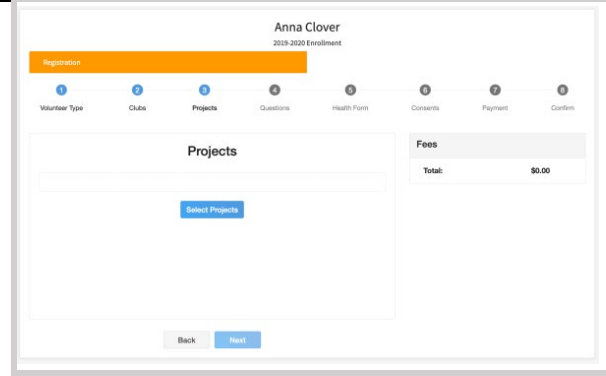 Anna Clover
2019-2020 Enrollment
Registration
1 2 3 4 5 6 7 8
Volunteer Type Clubs Projects Questions Health Form Consents Payment Confirm
Projects
Select Projects
Back Next
Fees
Total: $0.00